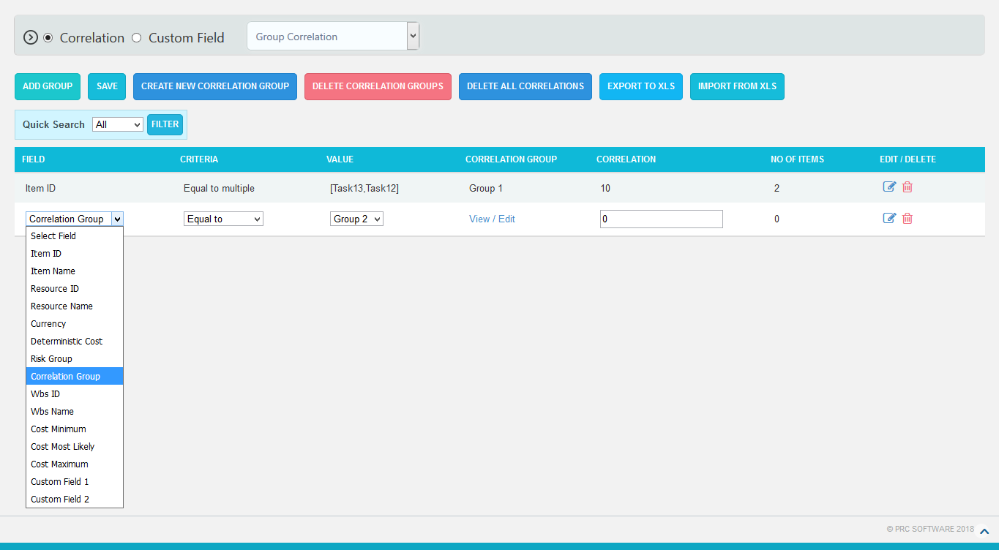 Correlation Custom Field Group Correlation
ADD GROUP SAVE CREATE NEW CORRELATION GROUP DELETE CORRELATION GROUPS DELETE ALL CORRELATIONS EXPORT TO XLS IMPORT FROM XLS
Quick Search All FILTER
FIELD CRITERIA VALUE CORRELATION GROUP CORRELATION NO OF ITEMS EDIT / DELETE
Item ID Equal to multiple [Task13,Task12] Group 1 10 2
Correlation Group Equal to Group 2 View / Edit 0 0
Select Field
Item ID
Item Name
Resource ID
Resource Name
Currency
Deterministic Cost
Risk Group
Correlation Group
Wbs ID
Wbs Name
Cost Minimum
Cost Most Likely
Cost Maximum
Custom Field 1
Custom Field 2
© PRC SOFTWARE 2018